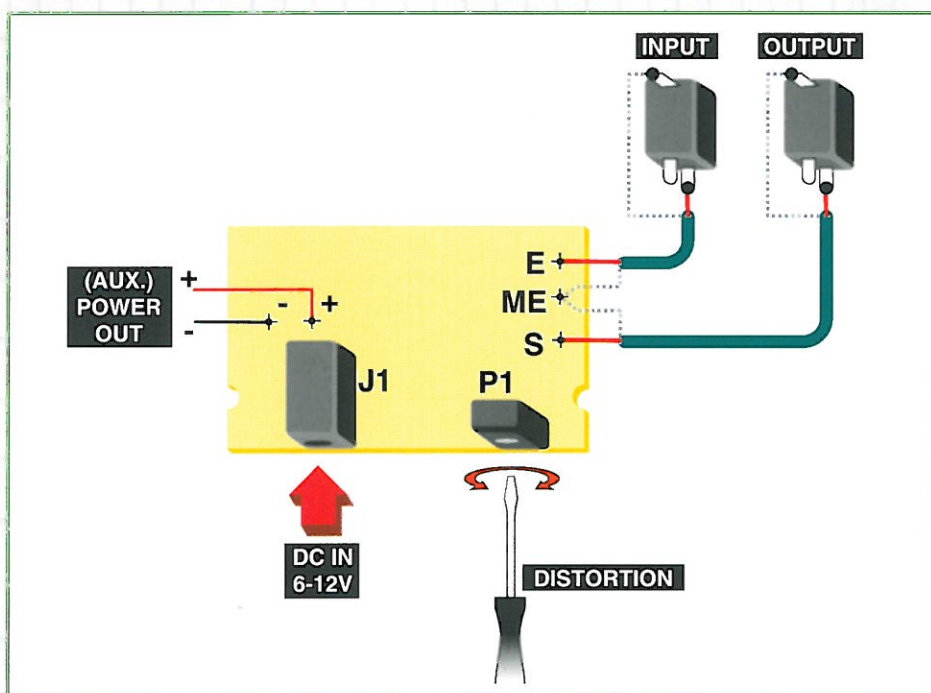 INPUT
OUTPUT
E
ME
S
(AUX.)
POWER
OUT
+
-
-
+
J1
P1
DC IN
6-12V
DISTORTION